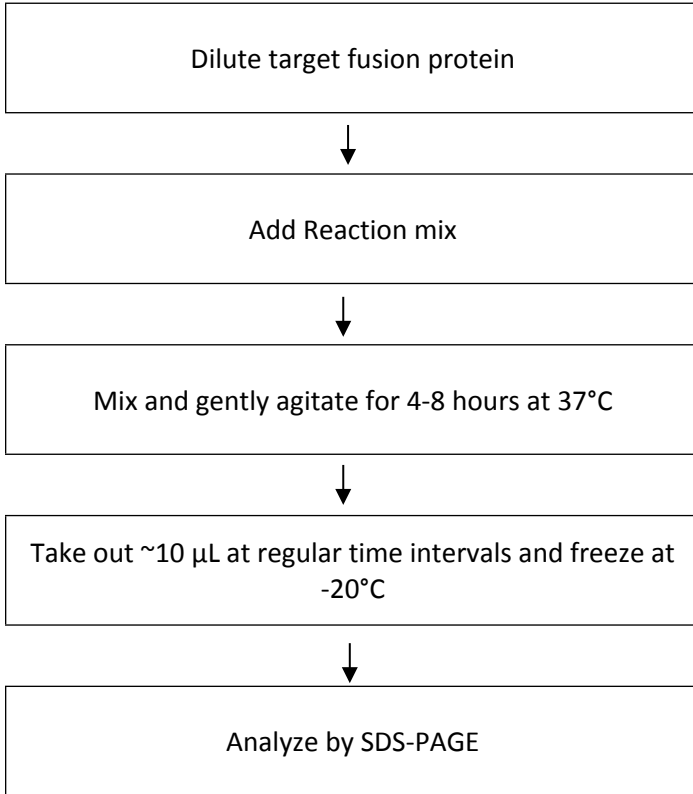 Dilute target fusion protein
Add Reaction mix
Mix and gently agitate for 4-8 hours at 37°C
Take out ~10 µL at regular time intervals and freeze at
-20°C
Analyze by SDS-PAGE